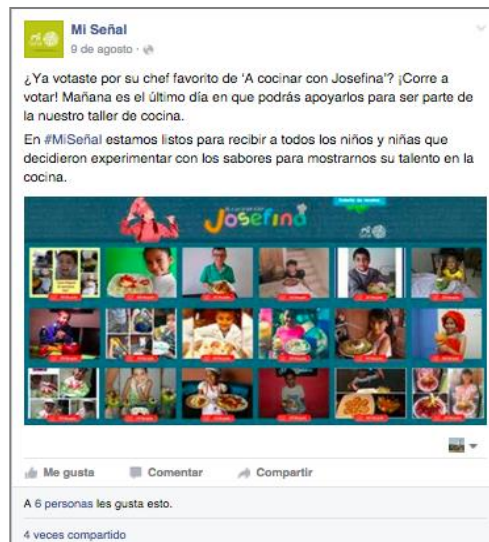 Mi Señal
9 de agosto ·
¿Ya votaste por su chef favorito de 'A cocinar con Josefina'? ¡Corre a
votar! Mañana es el último día en que podrás apoyarlos para ser parte de
la nuestro taller de cocina.
En #MiSeñal estamos listos para recibir a todos los niños y niñas que
decidieron experimentar con los sabores para mostrarnos su talento en la
cocina.
Josefina
Me gusta Comentar Compartir
A 6 personas les gusta esto.
4 veces compartido